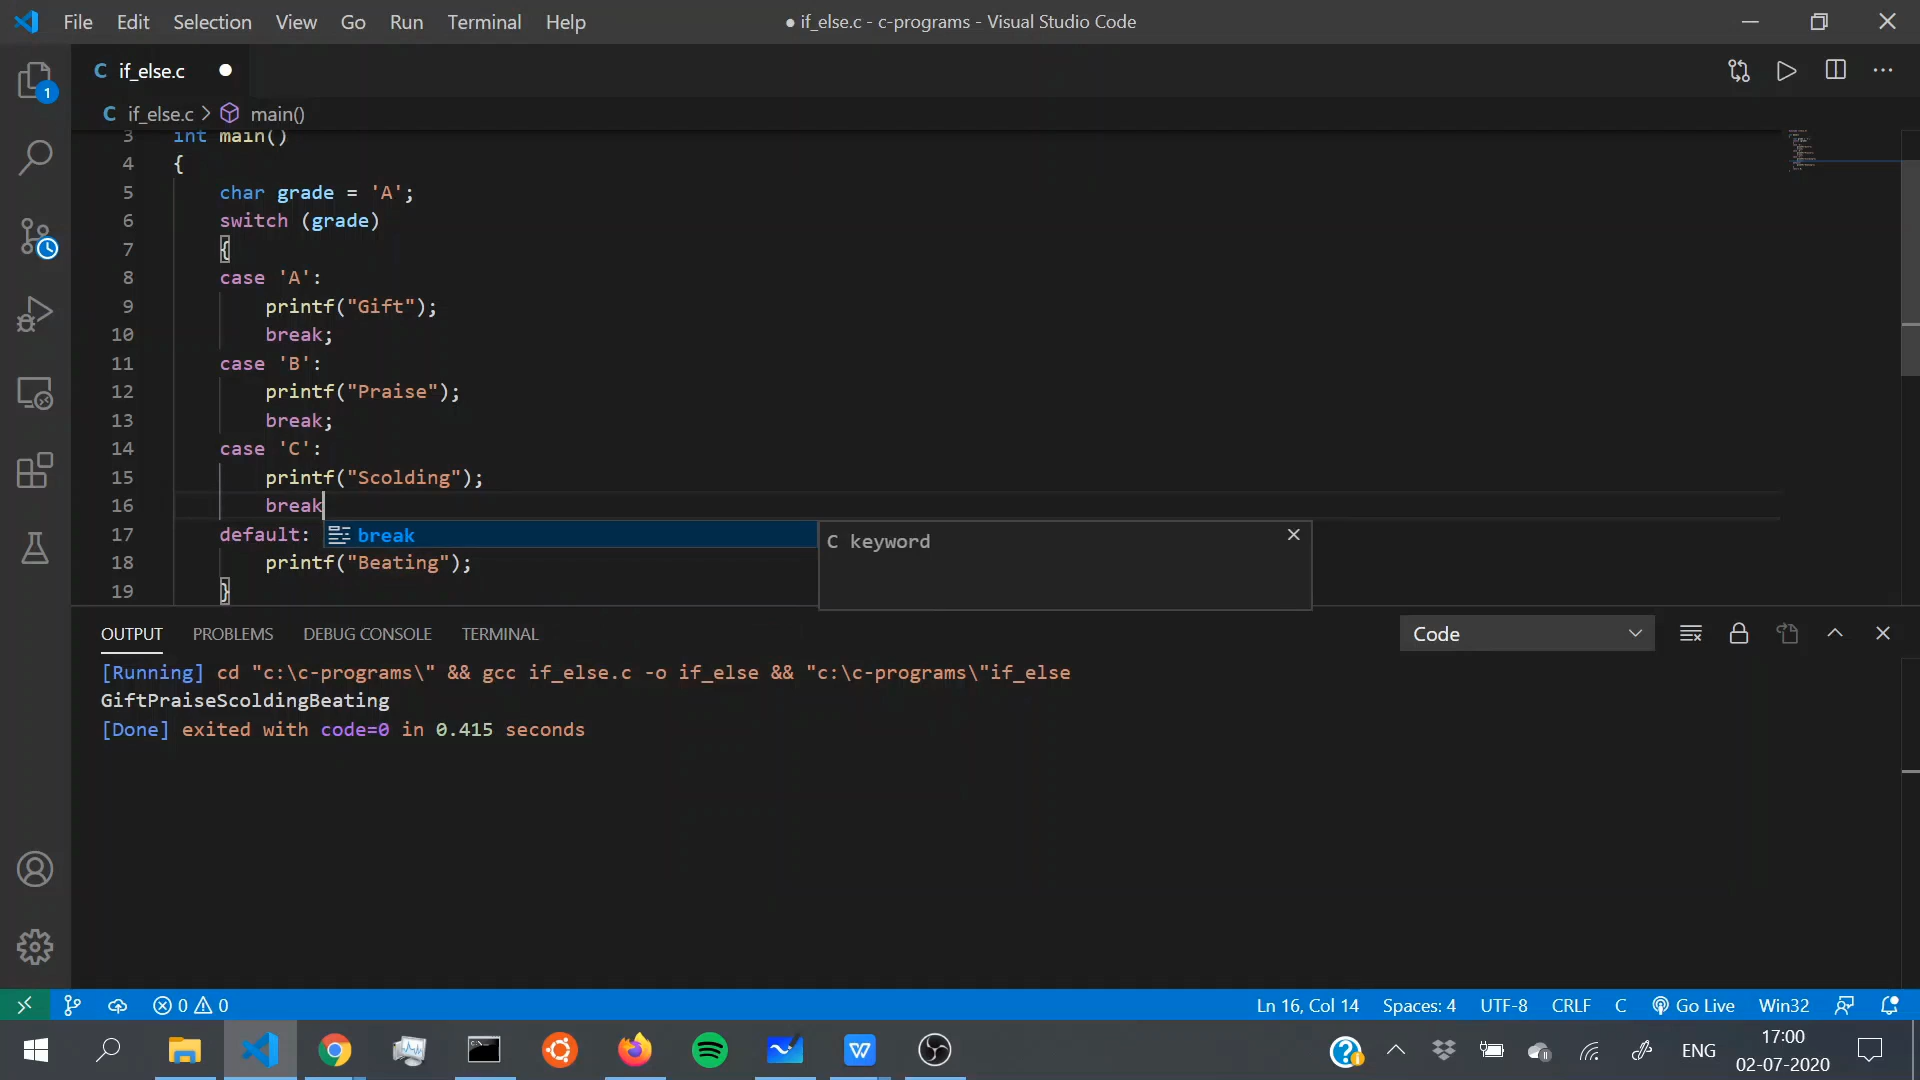 File Edit Selection View Go Run Terminal Help ● if_else.c - c-programs - Visual Studio Code
C if_else.c ●
C if_else.c > main()
3 int main()
4 {
5 char grade = 'A';
6 switch (grade)
7 {
8 case 'A':
9 printf("Gift");
10 break;
11 case 'B':
12 printf("Praise");
13 break;
14 case 'C':
15 printf("Scolding");
16 break
17 default: break
C keyword
18 printf("Beating");
19 }
1
OUTPUT PROBLEMS DEBUG CONSOLE TERMINAL Code
[Running] cd "c:\c-programs\" && gcc if_else.c -o if_else && "c:\c-programs\"if_else
GiftPraiseScoldingBeating
[Done] exited with code=0 in 0.415 seconds
0 0 Ln 16, Col 14 Spaces: 4 UTF-8 CRLF C Go Live Win32
ENG 17:00
02-07-2020